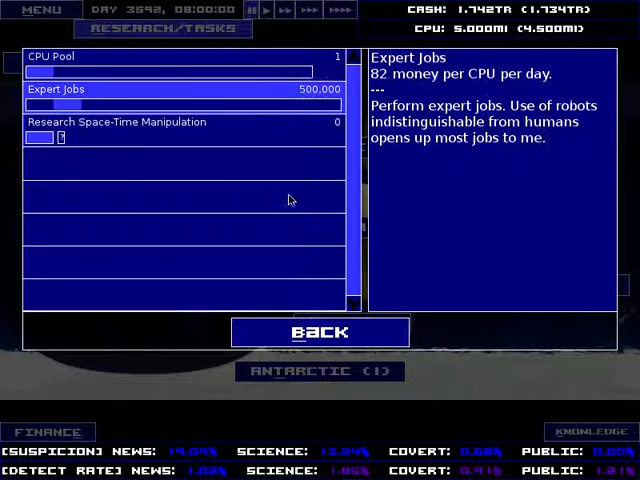 MENU DAY 3692, 08:00:00 CASH: 1.742TR (1.734TR)
RESEARCH/TASKS CPU: 5.000MI (4.500MI)
CPU Pool 1
Expert Jobs 500,000
Research Space-Time Manipulation 0
?
Expert Jobs
82 money per CPU per day.
---
Perform expert jobs. Use of robots
indistinguishable from humans
opens up most jobs to me.
BACK
ANTARCTIC (1)
FINANCE KNOWLEDGE
[SUSPICION] NEWS: 19.09% SCIENCE: 13.24% COVERT: 0.00% PUBLIC: 0.00%
[DETECT RATE] NEWS: 1.02% SCIENCE: 1.05% COVERT: 0.91% PUBLIC: 1.21%